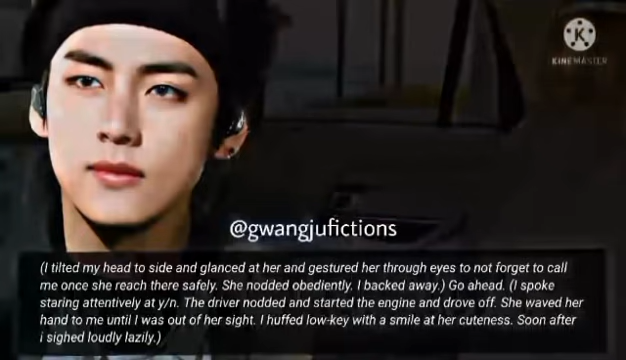 KINEMASTER
@gwangjufictions
(I tilted my head to side and glanced at her and gestured her through eyes to not forget to call
me once she reach there safely. She nodded obediently. I backed away.) Go ahead. (I spoke
staring attentively at y/n. The driver nodded and started the engine and drove off. She waved her
hand to me until I was out of her sight. I huffed low-key with a smile at her cuteness. Soon after
i sighed loudly lazily.)